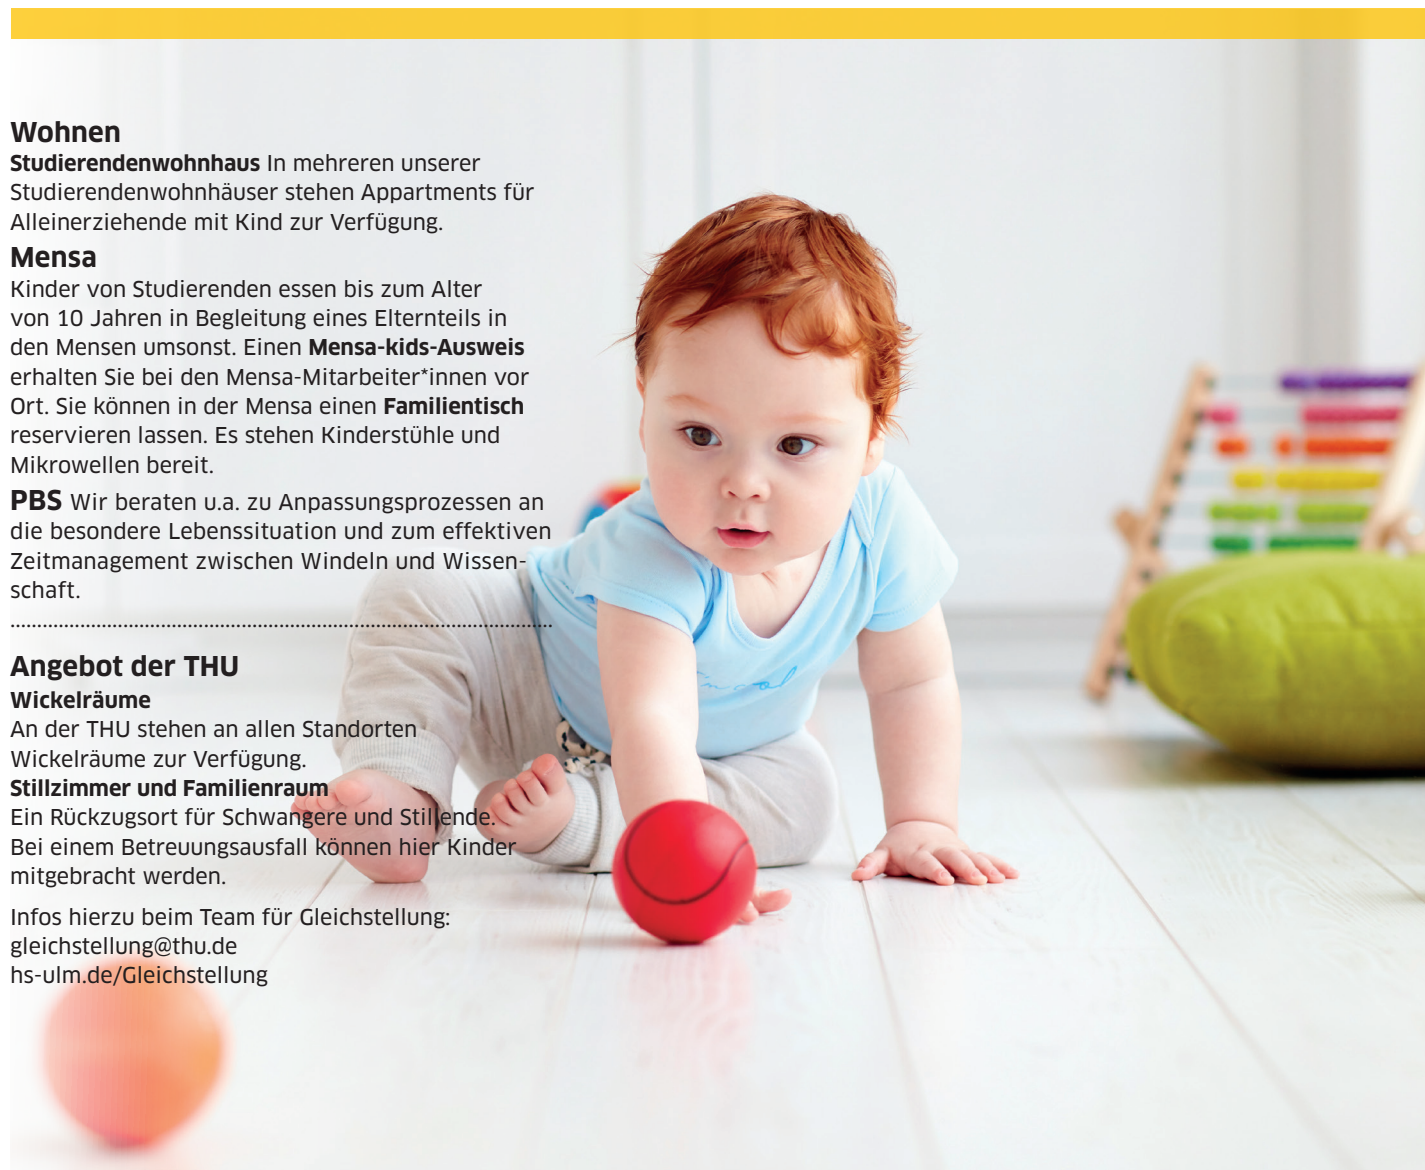 Wohnen
Studierendenwohnhaus In mehreren unserer
Studierendenwohnhäuser stehen Appartments für
Alleinerziehende mit Kind zur Verfügung.
Mensa
Kinder von Studierenden essen bis zum Alter
von 10 Jahren in Begleitung eines Elternteils in
den Mensen umsonst. Einen Mensa-kids-Ausweis
erhalten Sie bei den Mensa-Mitarbeiter*innen vor
Ort. Sie können in der Mensa einen Familientisch
reservieren lassen. Es stehen Kinderstühle und
Mikrowellen bereit.
PBS Wir beraten u.a. zu Anpassungsprozessen an
die besondere Lebenssituation und zum effektiven
Zeitmanagement zwischen Windeln und Wissen-
schaft.
Angebot der THU
Wickelräume
An der THU stehen an allen Standorten
Wickelräume zur Verfügung.
Stillzimmer und Familienraum
Ein Rückzugsort für Schwangere und Stillende.
Bei einem Betreuungsausfall können hier Kinder
mitgebracht werden.
Infos hierzu beim Team für Gleichstellung:
gleichstellung@thu.de
hs-ulm.de/Gleichstellung